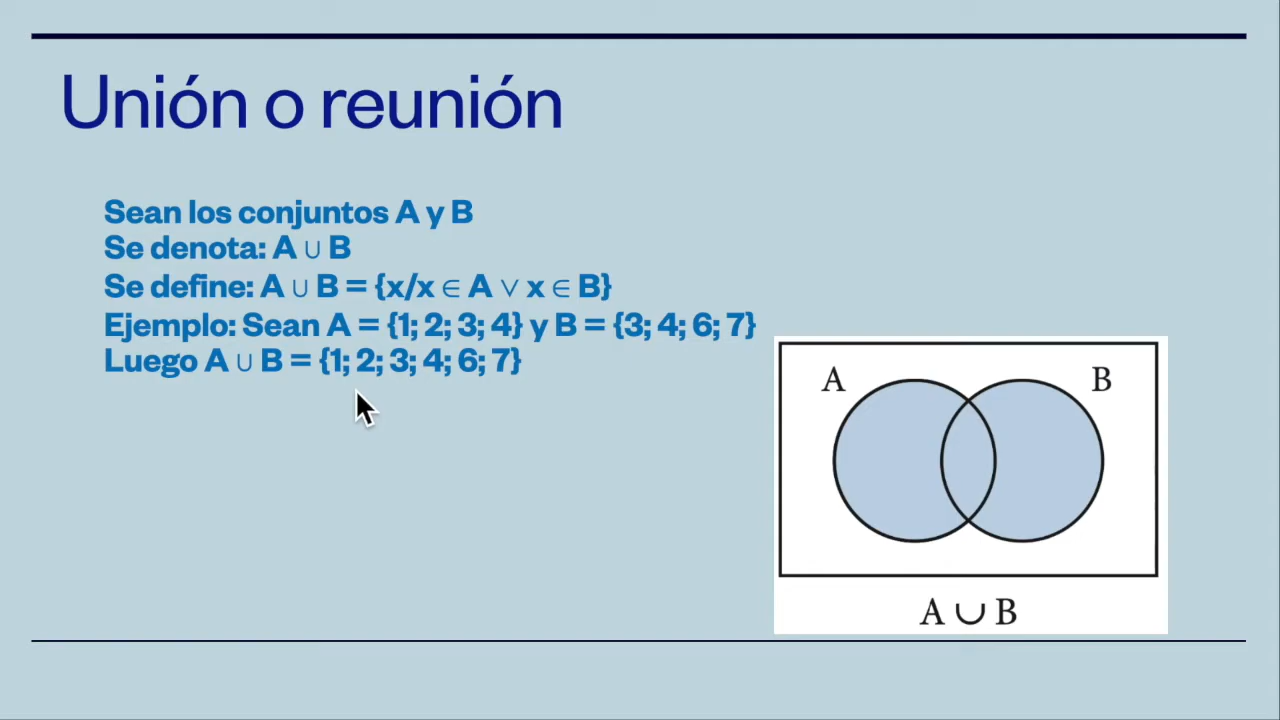 Unión o reunión
Sean los conjuntos A y B
Se denota: A ∪ B
Se define: A ∪ B = {x/x ∈ A ∨ x ∈ B}
Ejemplo: Sean A = {1; 2; 3; 4} y B = {3; 4; 6; 7}
Luego A ∪ B = {1; 2; 3; 4; 6; 7}
A
B
A ∪ B